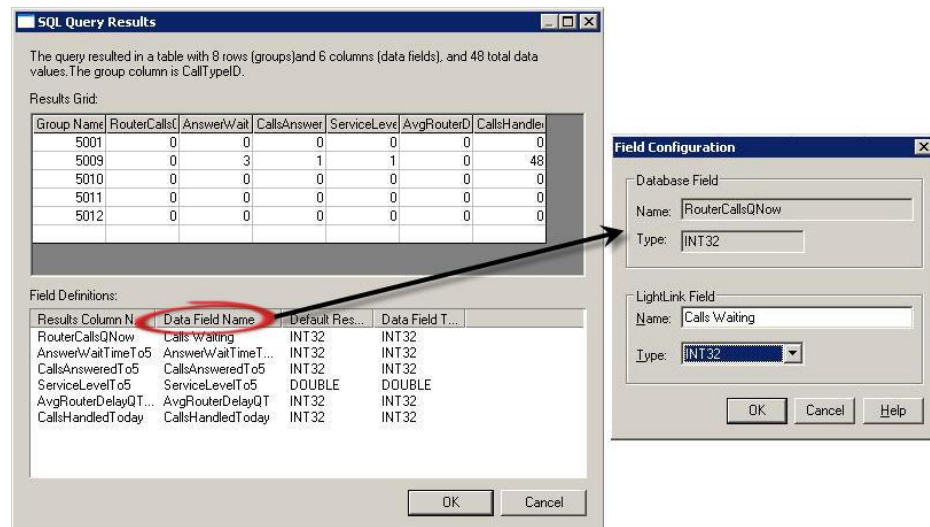 SQL Query Results
The query resulted in a table with 8 rows (groups)and 6 columns (data fields), and 48 total data
values.The group column is CallTypeID.
Results Grid:
Group Name RouterCallsQ AnswerWait CallsAnswer ServiceLeve AvgRouterD CallsHandle
5001 0 0 0 0 0 0
5009 0 3 1 1 0 48
5010 0 0 0 0 0 0
5011 0 0 0 0 0 0
5012 0 0 0 0 0 0
Field Definitions:
Results Column N... Data Field Name Default Res... Data Field T...
RouterCallsQNow Calls Waiting INT32 INT32
AnswerWaitTimeTo5 AnswerWaitTimeT... INT32 INT32
CallsAnsweredTo5 CallsAnsweredTo5 INT32 INT32
ServiceLevelTo5 ServiceLevelTo5 DOUBLE DOUBLE
AvgRouterDelayQT... AvgRouterDelayQT... INT32 INT32
CallsHandledToday CallsHandledToday INT32 INT32
OK Cancel
Field Configuration
Database Field
Name: RouterCallsQNow
Type: INT32
LightLink Field
Name: Calls Waiting
Type: INT32
OK Cancel Help